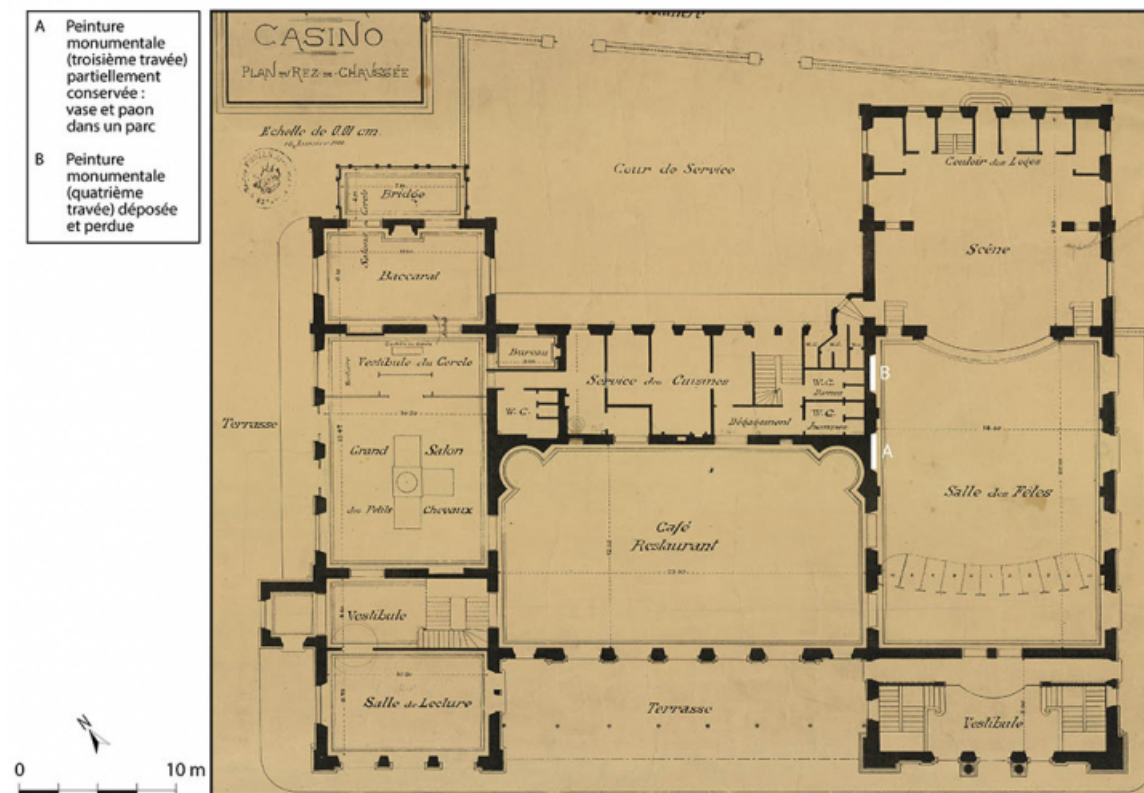 A Peinture
monumentale
(troisième travée)
partiellement
conservée :
vase et paon
dans un parc
B Peinture
monumentale
(quatrième
travée) déposée
et perdue
CASINO
PLAN DU REZ-DE-CHAUSSÉE
Echelle de 0.01 cm.
Cour de Service
Couloir des Loges
Scène
Bridge
Salons Cercle
Baccarat
Vestibule du Cercle
Bureau
Service des Cuisines
W.C.
W.C.
Dames
W.C.
Hommes
Dégagement
B
A
Terrasse
Grand Salon
des Petits Chevaux
Café
Restaurant
Salle des Fêtes
Vestibule
Salle de Lecture
Terrasse
Vestibule
N
0 10 m